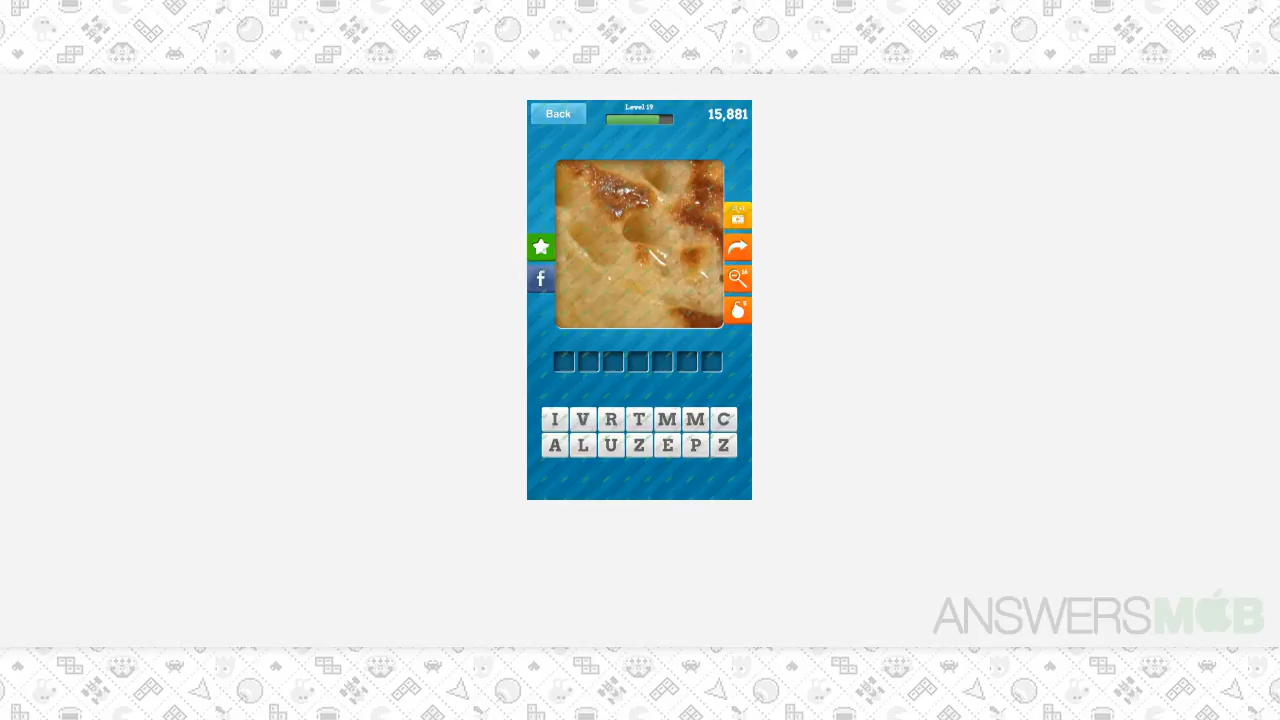 Back
Level 19
15,881
f
I V R T M M C
A L U Z E P Z
ANSWERSMOB